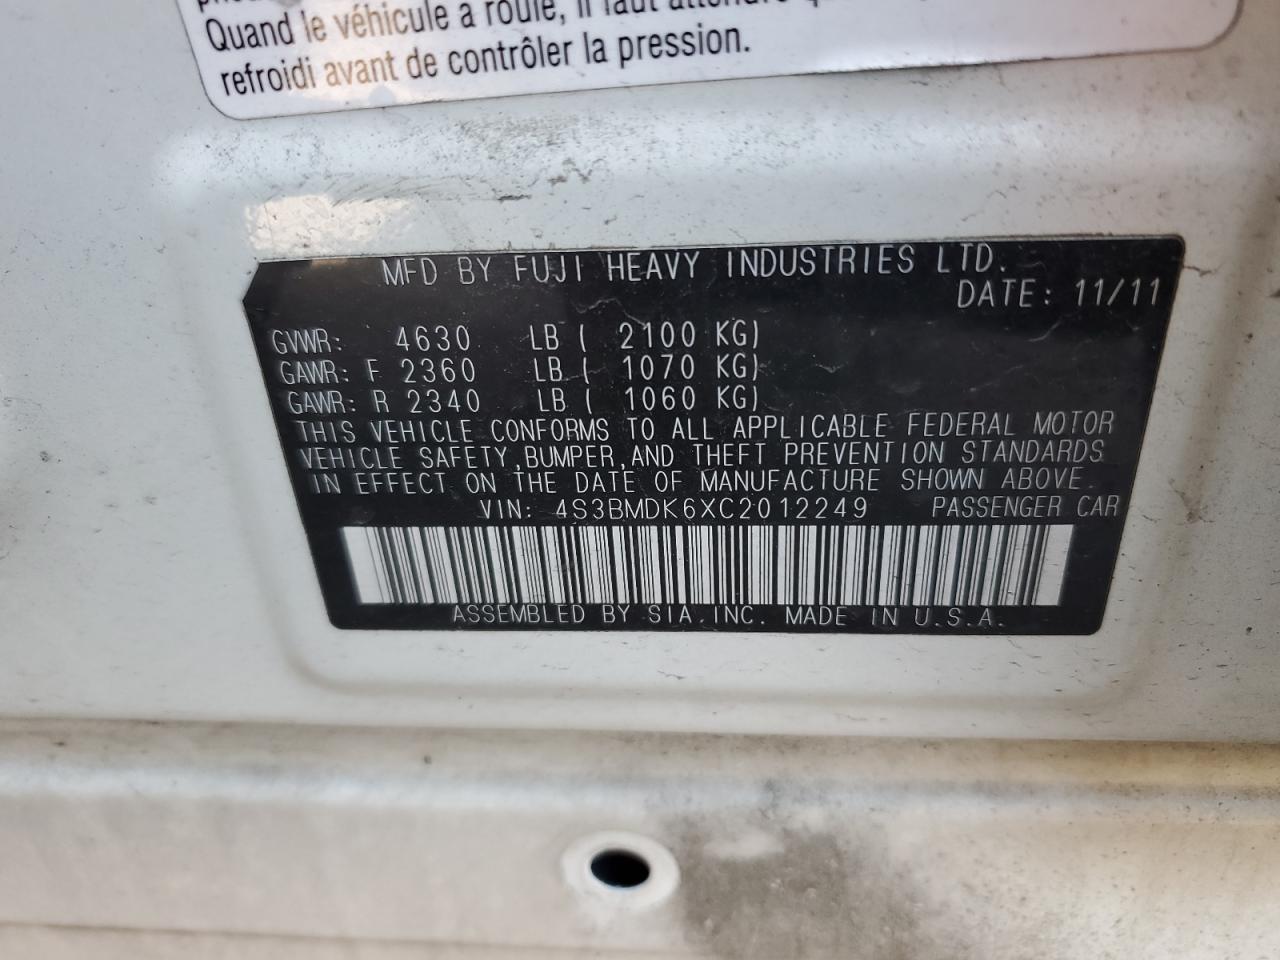 Quand le véhicule a roulé, il faut attendre
refroidi avant de contrôler la pression.
MFD BY FUJI HEAVY INDUSTRIES LTD.
DATE: 11/11
GVWR: 4630 LB ( 2100 KG)
GAWR: F 2360 LB ( 1070 KG)
GAWR: R 2340 LB ( 1060 KG)
THIS VEHICLE CONFORMS TO ALL APPLICABLE FEDERAL MOTOR
VEHICLE SAFETY,BUMPER,AND THEFT PREVENTION STANDARDS
IN EFFECT ON THE DATE OF MANUFACTURE SHOWN ABOVE.
VIN: 4S3BMDK6XC2012249 PASSENGER CAR
ASSEMBLED BY SIA,INC. MADE IN U.S.A.